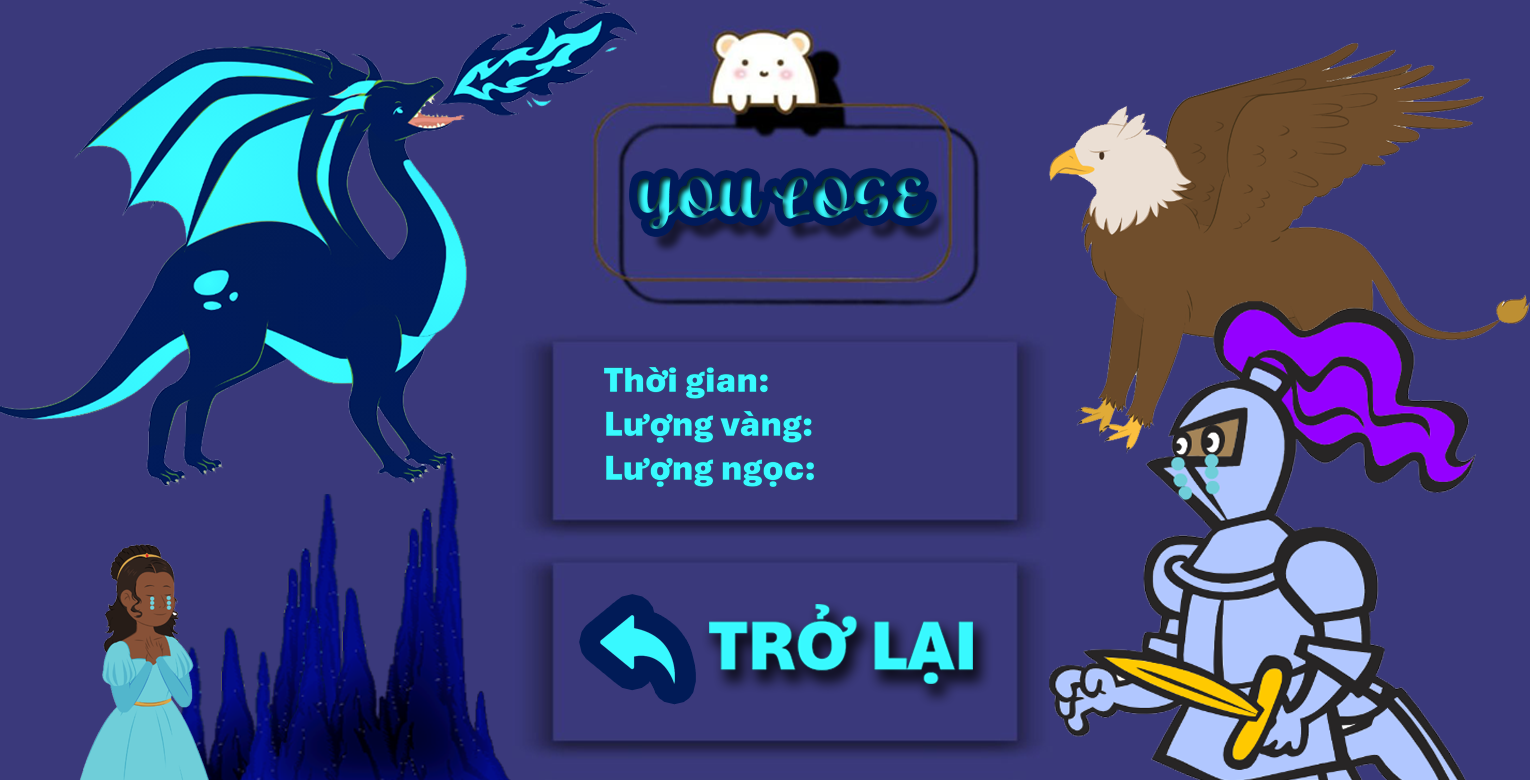 YOU LOSE
Thời gian:
Lượng vàng:
Lượng ngọc:
TRỞ LẠI